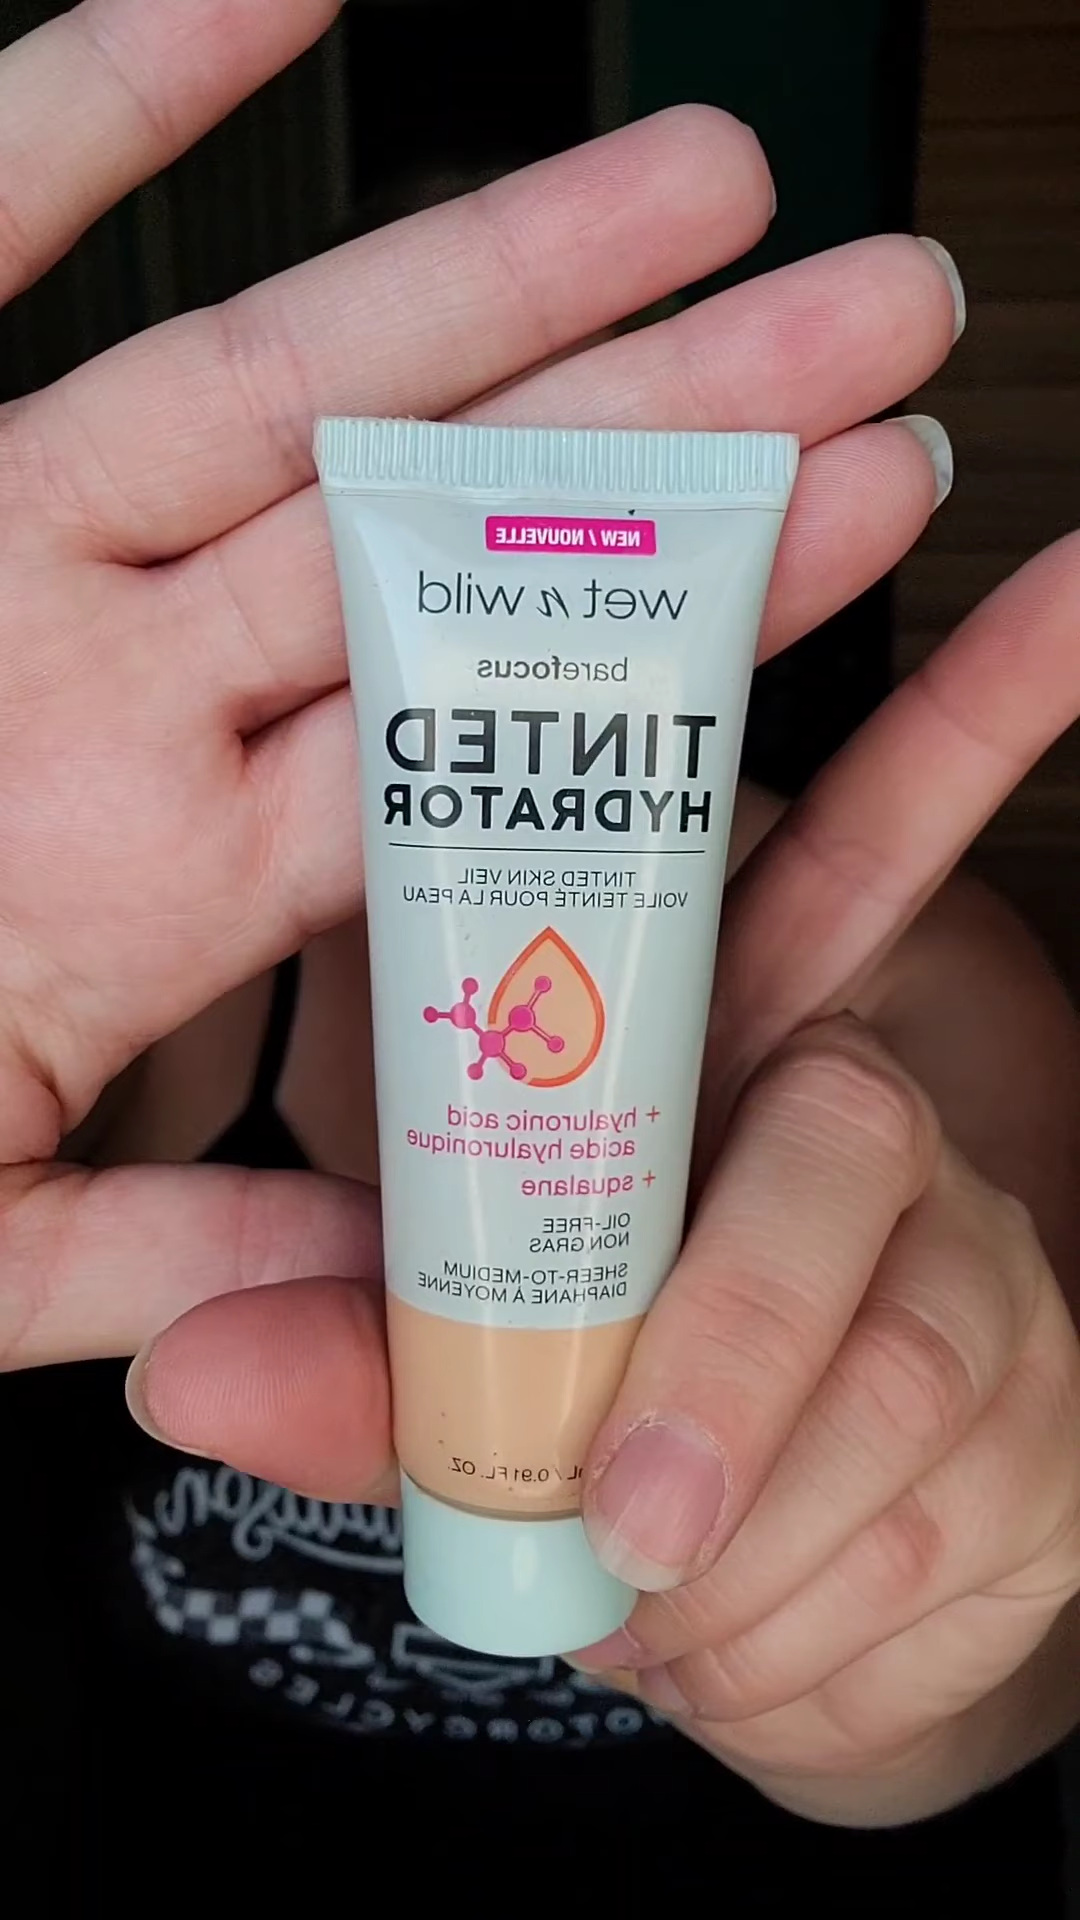 NEW / NOUVELLE
wet n wild
barefocus
TINTED
HYDRATOR
TINTED SKIN VEIL
VOILE TEINTÉ POUR LA PEAU
+ hyaluronic acid
acide hyaluronique
+ squalane
OIL-FREE
NON GRAS
SHEER-TO-MEDIUM
DIAPHANE À MOYENNE
/ 0.91 FL. OZ.
MOTORCYCLES